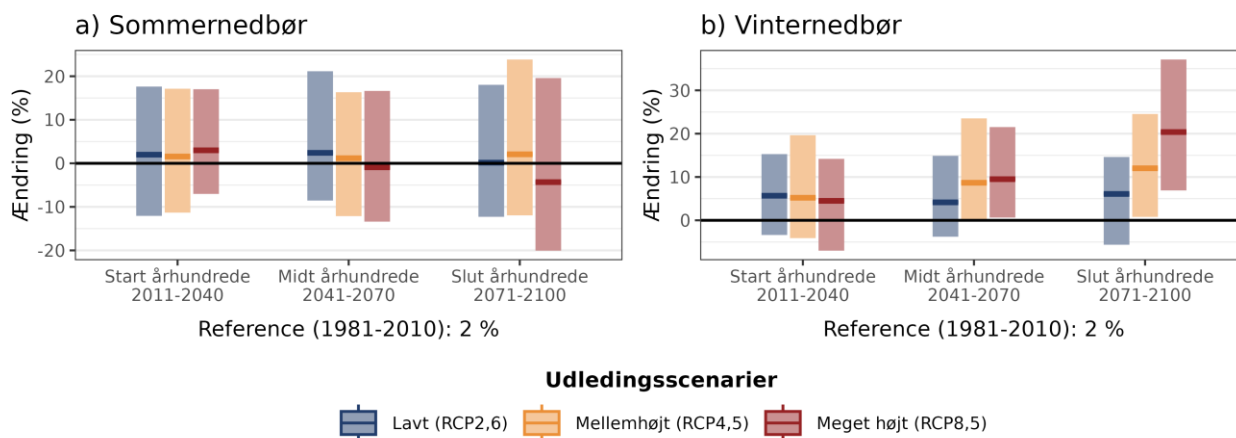 a) Sommernedbør
Ændring (%)
20
10
0
-10
-20
Start århundrede
2011-2040
Midt århundrede
2041-2070
Slut århundrede
2071-2100
Reference (1981-2010): 2 %
b) Vinternedbør
Ændring (%)
30
20
10
0
Start århundrede
2011-2040
Midt århundrede
2041-2070
Slut århundrede
2071-2100
Reference (1981-2010): 2 %
Udledingsscenarier
Lavt (RCP2,6)
Mellemhøjt (RCP4,5)
Meget højt (RCP8,5)